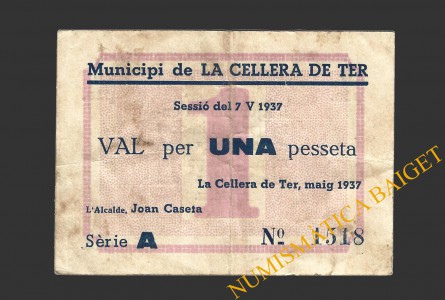 Municipi de LA CELLERA DE TER
Sessió del 7 V 1937
1
VAL per UNA pesseta
La Cellera de Ter, maig 1937
L'Alcalde, Joan Caseta
Sèrie A Nº 1518
NUMISMÀTICA BAIGET